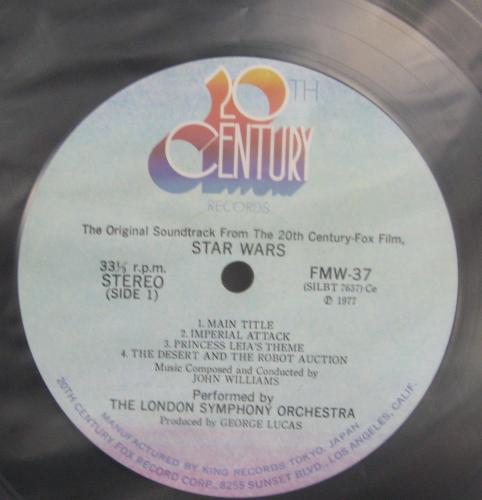 20TH
CENTURY
RECORDS
The Original Soundtrack From The 20th Century-Fox Film,
STAR WARS
33⅓ r.p.m.
STEREO
(SIDE 1)
FMW-37
(SILBT 7637) Ce
℗ 1977
1. MAIN TITLE
2. IMPERIAL ATTACK
3. PRINCESS LEIA'S THEME
4. THE DESERT AND THE ROBOT AUCTION
Music Composed and Conducted by
JOHN WILLIAMS
Performed by
THE LONDON SYMPHONY ORCHESTRA
Produced by GEORGE LUCAS
MANUFACTURED BY KING RECORDS TOKYO, JAPAN
20TH CENTURY FOX RECORD CORP., 8255 SUNSET BLVD., LOS ANGELES, CALIF.